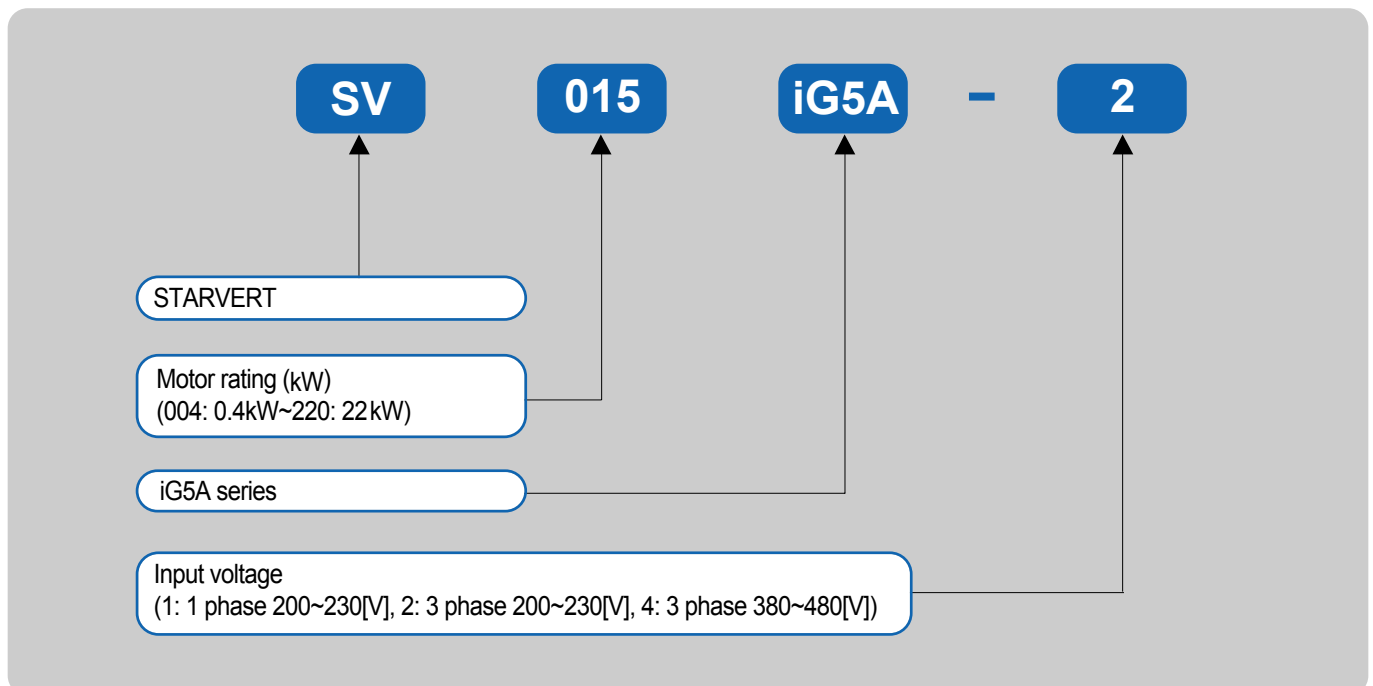 SV 015 iG5A - 2
STARVERT
Motor rating (kW)
(004: 0.4kW~220: 22kW)
iG5A series
Input voltage
(1: 1 phase 200~230[V], 2: 3 phase 200~230[V], 4: 3 phase 380~480[V])